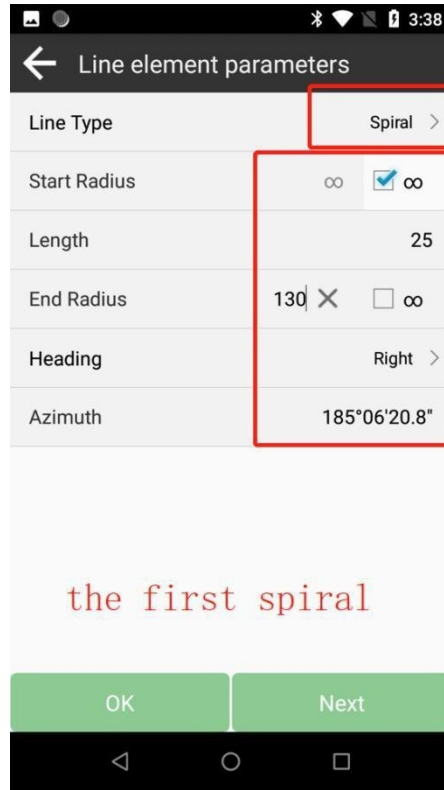 3:38
Line element parameters
Line Type Spiral >
Start Radius ∞ ∞
Length 25
End Radius 130 ∞
Heading Right >
Azimuth 185°06'20.8"
the first spiral
OK Next